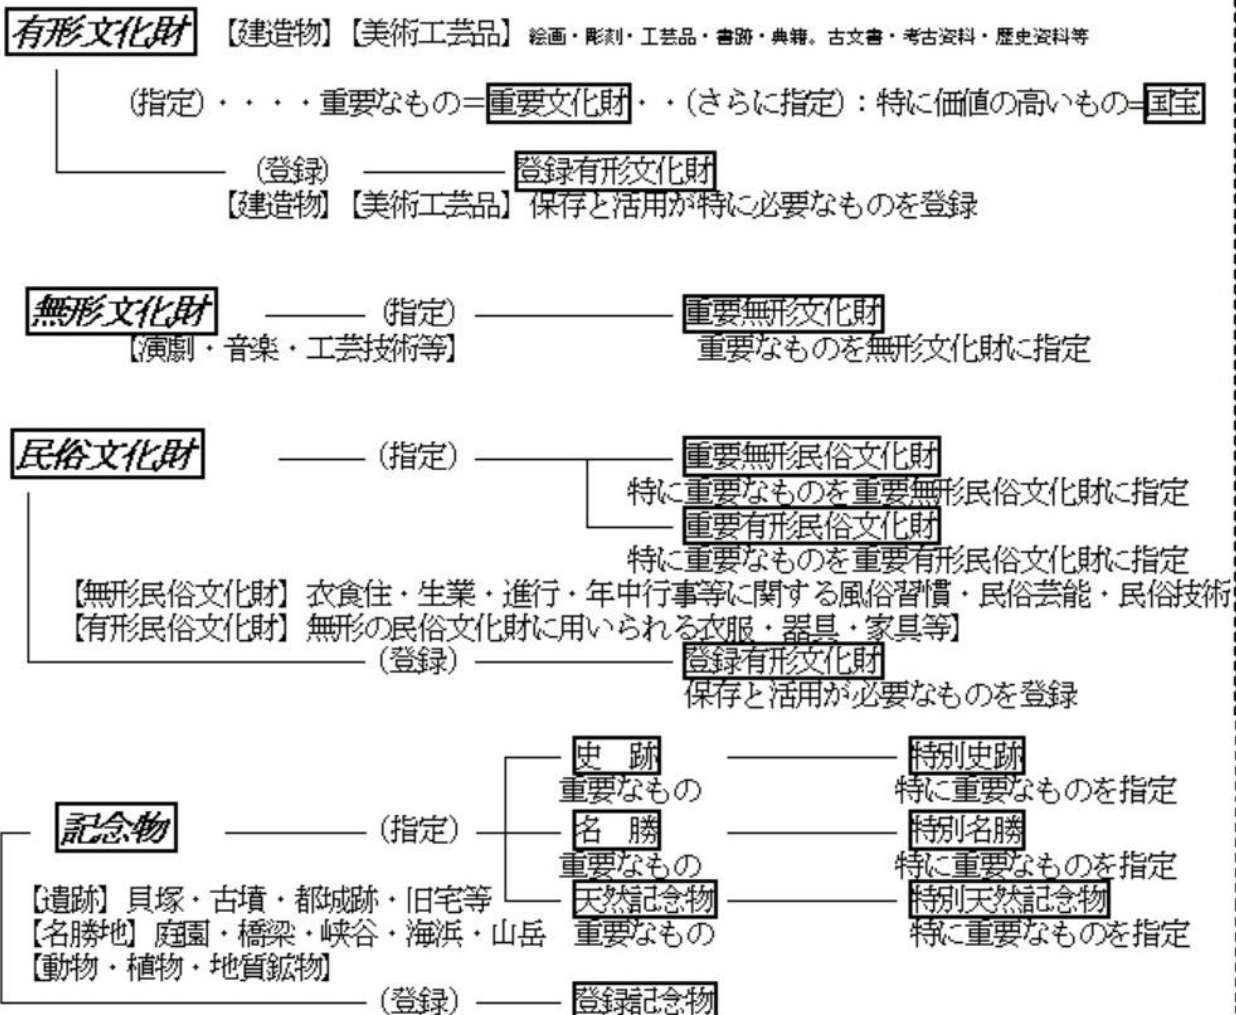 有形文化財 【建造物】【美術工芸品】 絵画・彫刻・工芸品・書跡・典籍。古文書・考古資料・歴史資料等
(指定)・・・・重要なもの＝重要文化財・・(さらに指定)：特に価値の高いもの=国宝
(登録) 登録有形文化財
【建造物】【美術工芸品】保存と活用が特に必要なものを登録
無形文化財 (指定) 重要無形文化財
【演劇・音楽・工芸技術等】 重要なものを無形文化財に指定
民俗文化財 (指定) 重要無形民俗文化財
特に重要なものを重要無形民俗文化財に指定
重要有形民俗文化財
特に重要なものを重要有形民俗文化財に指定
【無形民俗文化財】衣食住・生業・進行・年中行事等に関する風俗習慣・民俗芸能・民俗技術
【有形民俗文化財】無形の民俗文化財に用いられる衣服・器具・家具等】
(登録) 登録有形文化財
保存と活用が必要なものを登録
史　跡 特別史跡
重要なもの 特に重要なものを指定
記念物 (指定) 名　勝 特別名勝
重要なもの 特に重要なものを指定
【遺跡】貝塚・古墳・都城跡・旧宅等 天然記念物 特別天然記念物
【名勝地】庭園・橋梁・峡谷・海浜・山岳 重要なもの 特に重要なものを指定
【動物・植物・地質鉱物】
(登録) 登録記念物